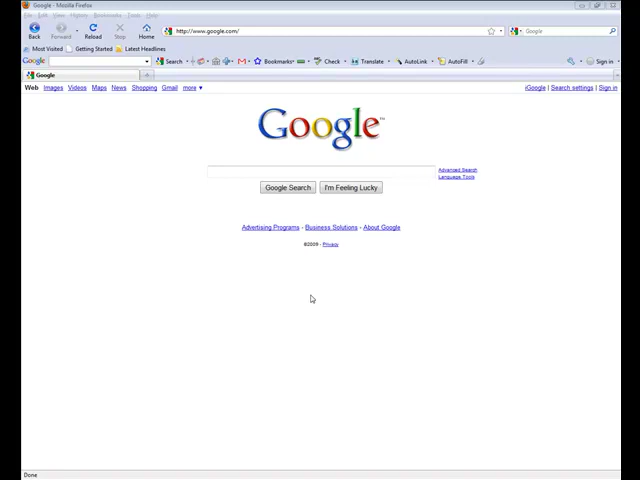 Google - Mozilla Firefox
File Edit View History Bookmarks Tools Help
Back Forward Reload Stop Home http://www.google.com/ Google
Most Visited Getting Started Latest Headlines
Google Search Bookmarks Check Translate AutoLink AutoFill Sign in
Google
Web Images Videos Maps News Shopping Gmail more ▼ iGoogle | Search settings | Sign in
Google™
Advanced Search
Language Tools
Google Search I'm Feeling Lucky
Advertising Programs - Business Solutions - About Google
©2009 - Privacy
Done